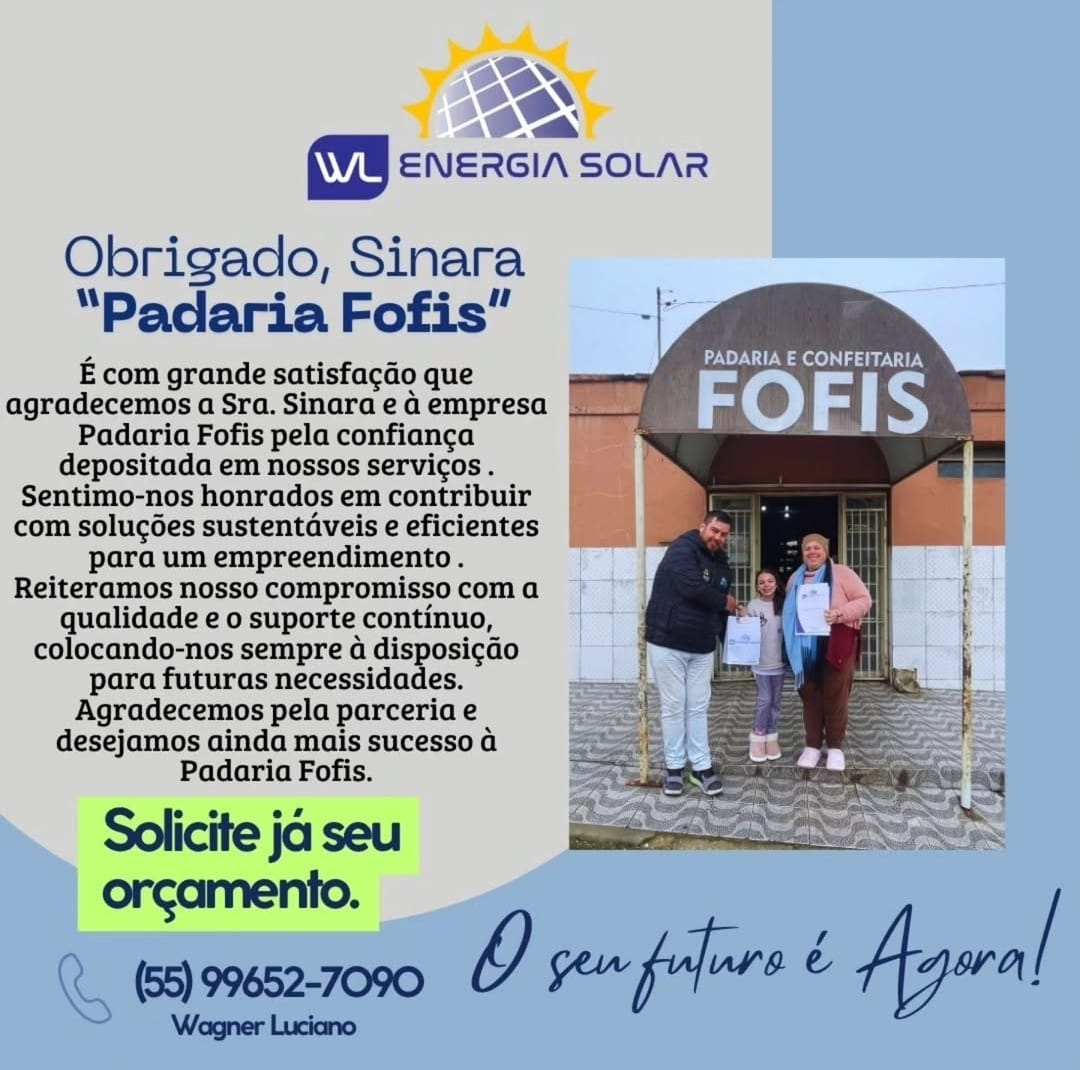 WL ENERGIA SOLAR
Obrigado, Sinara
"Padaria Fofis"
É com grande satisfação que
agradecemos a Sra. Sinara e à empresa
Padaria Fofis pela confiança
depositada em nossos serviços .
Sentimo-nos honrados em contribuir
com soluções sustentáveis e eficientes
para um empreendimento .
Reiteramos nosso compromisso com a
qualidade e o suporte contínuo,
colocando-nos sempre à disposição
para futuras necessidades.
Agradecemos pela parceria e
desejamos ainda mais sucesso à
Padaria Fofis.
PADARIA E CONFEITARIA
FOFIS
Solicite já seu
orçamento.
(55) 99652-7090
Wagner Luciano
O seu futuro é Agora!